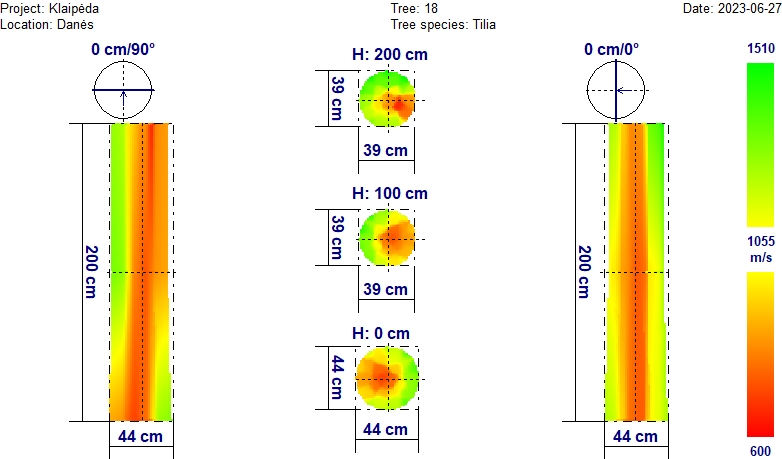 Project: Klaipėda
Tree: 18
Date: 2023-06-27
Location: Danės
Tree species: Tilia
0 cm/90°
H: 200 cm
0 cm/0°
1510
39 cm
39 cm
H: 100 cm
39 cm
39 cm
1055
m/s
200 cm
200 cm
H: 0 cm
44 cm
44 cm
44 cm
44 cm
600